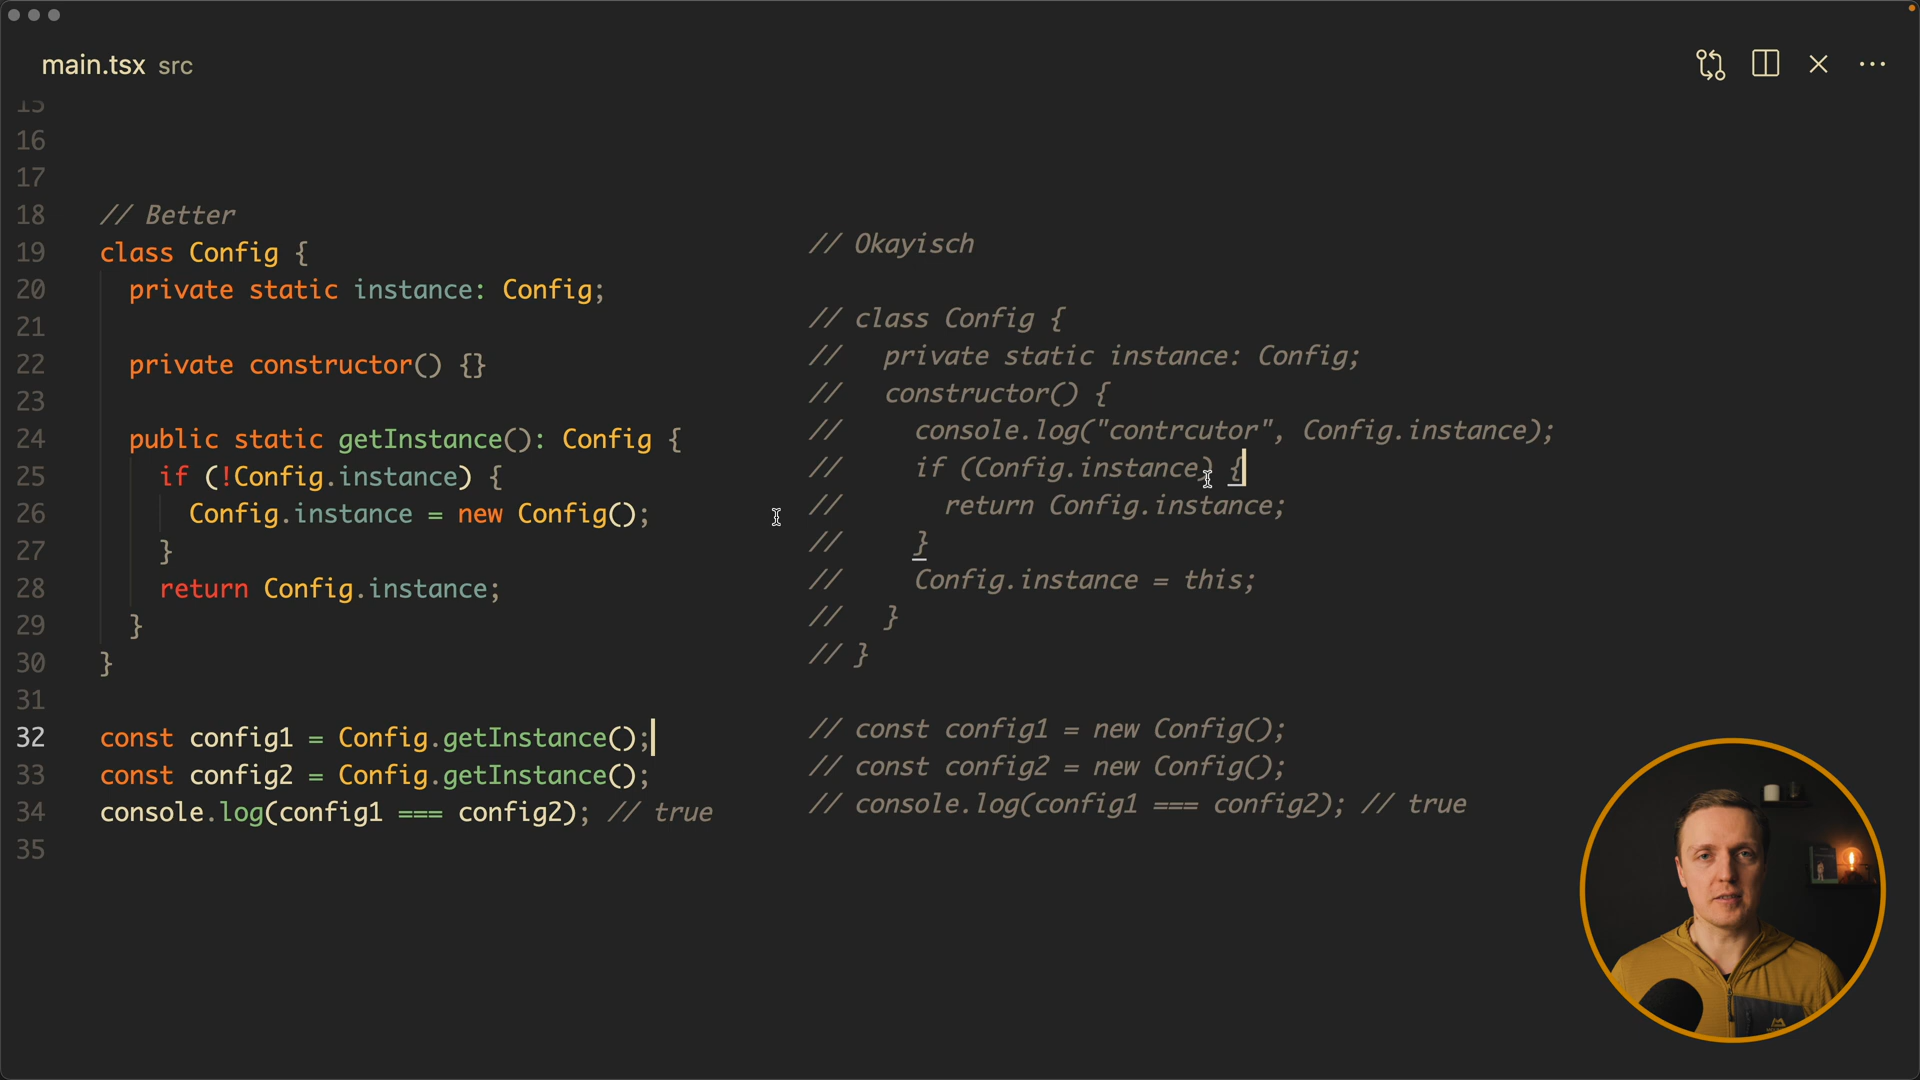 main.tsx src
15
16
17
18 // Better
19 class Config {
20 private static instance: Config;
21
22 private constructor() {}
23
24 public static getInstance(): Config {
25 if (!Config.instance) {
26 Config.instance = new Config();
27 }
28 return Config.instance;
29 }
30 }
31
32 const config1 = Config.getInstance();
33 const config2 = Config.getInstance();
34 console.log(config1 === config2); // true
35
// Okayisch
// class Config {
// private static instance: Config;
// constructor() {
// console.log("contrcutor", Config.instance);
// if (Config.instance) {
// return Config.instance;
// }
// Config.instance = this;
// }
// }
// const config1 = new Config();
// const config2 = new Config();
// console.log(config1 === config2); // true